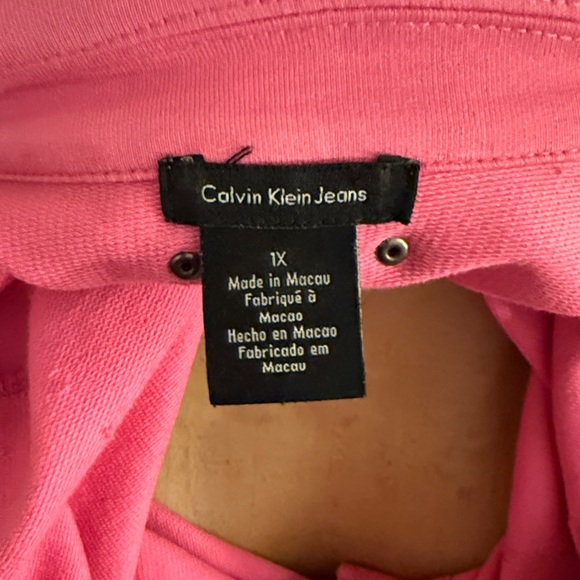 Calvin Klein Jeans
1X
Made in Macau
Fabriqué à
Macao
Hecho en Macao
Fabricado em
Macau